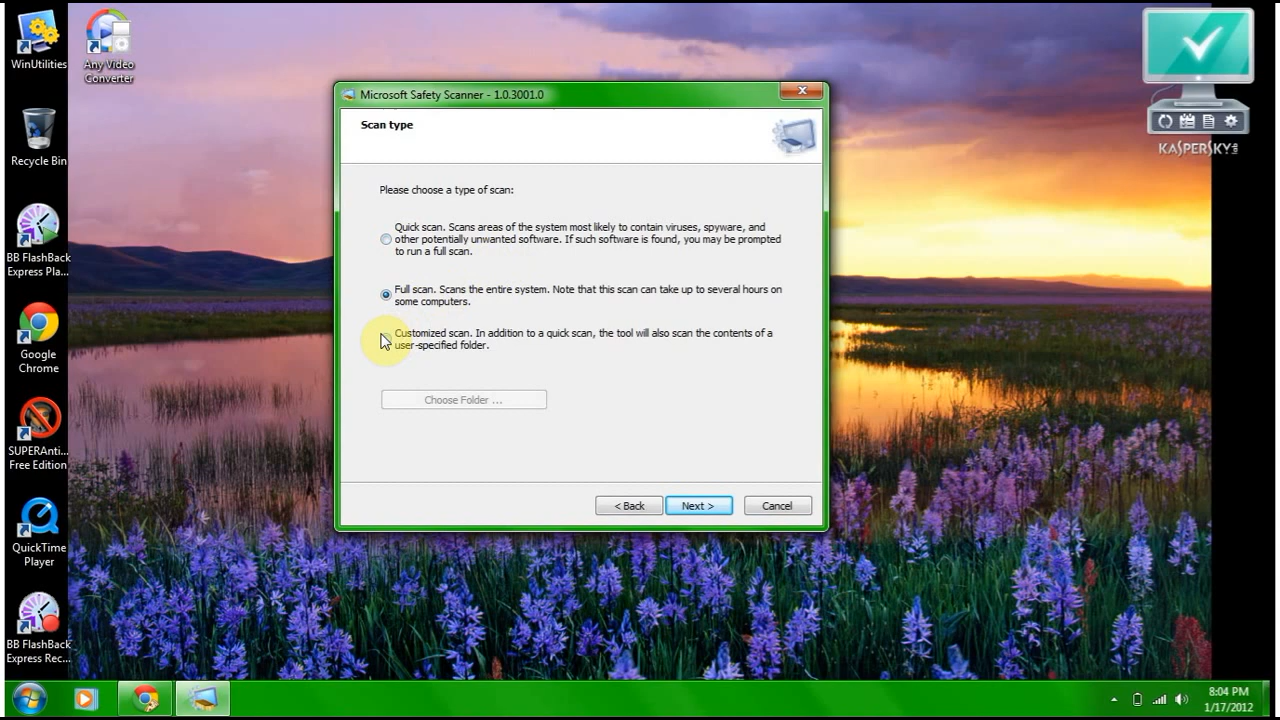 WinUtilities
Any Video
Converter
Recycle Bin
BB FlashBack
Express Pla...
Google
Chrome
SUPERAnti...
Free Edition
QuickTime
Player
BB FlashBack
Express Rec...
KASPERSKY lab
Microsoft Safety Scanner - 1.0.3001.0
Scan type
Please choose a type of scan:
Quick scan. Scans areas of the system most likely to contain viruses, spyware, and
other potentially unwanted software. If such software is found, you may be prompted
to run a full scan.
Full scan. Scans the entire system. Note that this scan can take up to several hours on
some computers.
Customized scan. In addition to a quick scan, the tool will also scan the contents of a
user-specified folder.
Choose Folder ...
< Back
Next >
Cancel
8:04 PM
1/17/2012